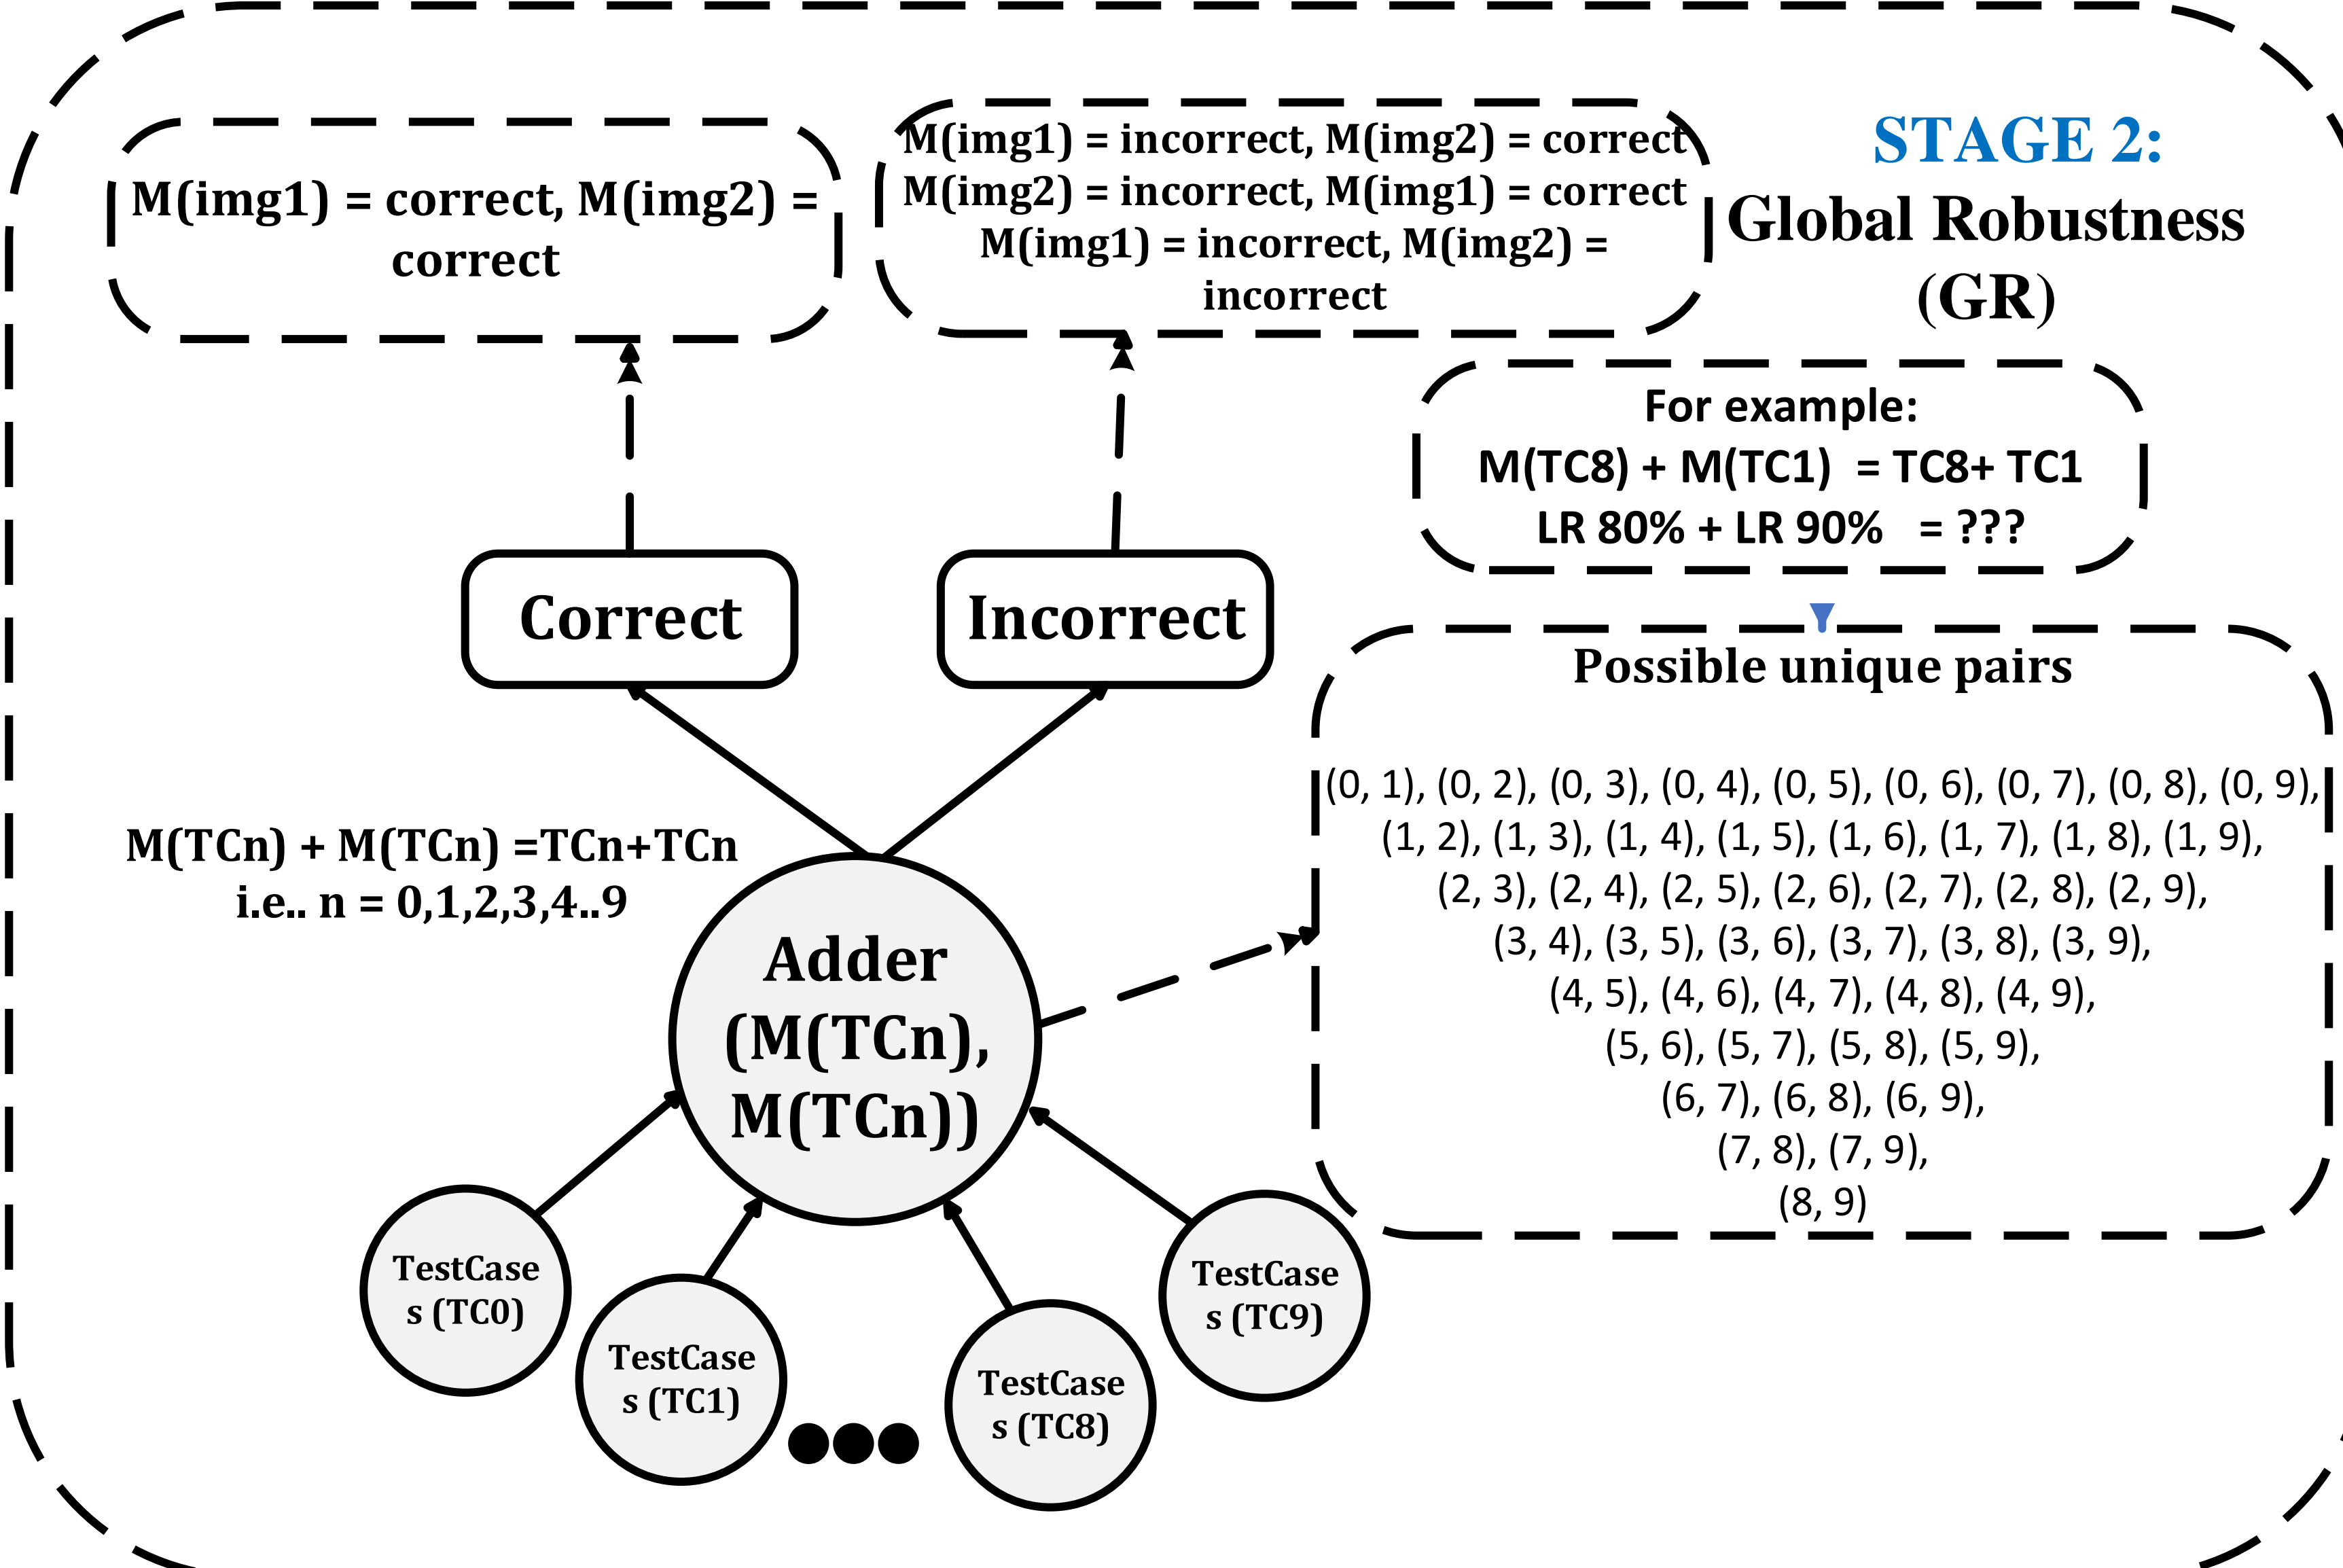 M(img1) = correct, M(img2) =
correct
M(img1) = incorrect, M(img2) = correct
M(img2) = incorrect, M(img1) = correct
M(img1) = incorrect, M(img2) =
incorrect
STAGE 2:
Global Robustness
(GR)
For example:
M(TC8) + M(TC1) = TC8+ TC1
LR 80% + LR 90% = ???
Correct
Incorrect
Possible unique pairs
(0, 1), (0, 2), (0, 3), (0, 4), (0, 5), (0, 6), (0, 7), (0, 8), (0, 9),
(1, 2), (1, 3), (1, 4), (1, 5), (1, 6), (1, 7), (1, 8), (1, 9),
(2, 3), (2, 4), (2, 5), (2, 6), (2, 7), (2, 8), (2, 9),
(3, 4), (3, 5), (3, 6), (3, 7), (3, 8), (3, 9),
(4, 5), (4, 6), (4, 7), (4, 8), (4, 9),
(5, 6), (5, 7), (5, 8), (5, 9),
(6, 7), (6, 8), (6, 9),
(7, 8), (7, 9),
(8, 9)
M(TCn) + M(TCn) =TCn+TCn
i.e.. n = 0,1,2,3,4..9
Adder
(M(TCn),
M(TCn))
TestCase
s (TC0)
TestCase
s (TC1)
TestCase
s (TC8)
TestCase
s (TC9)